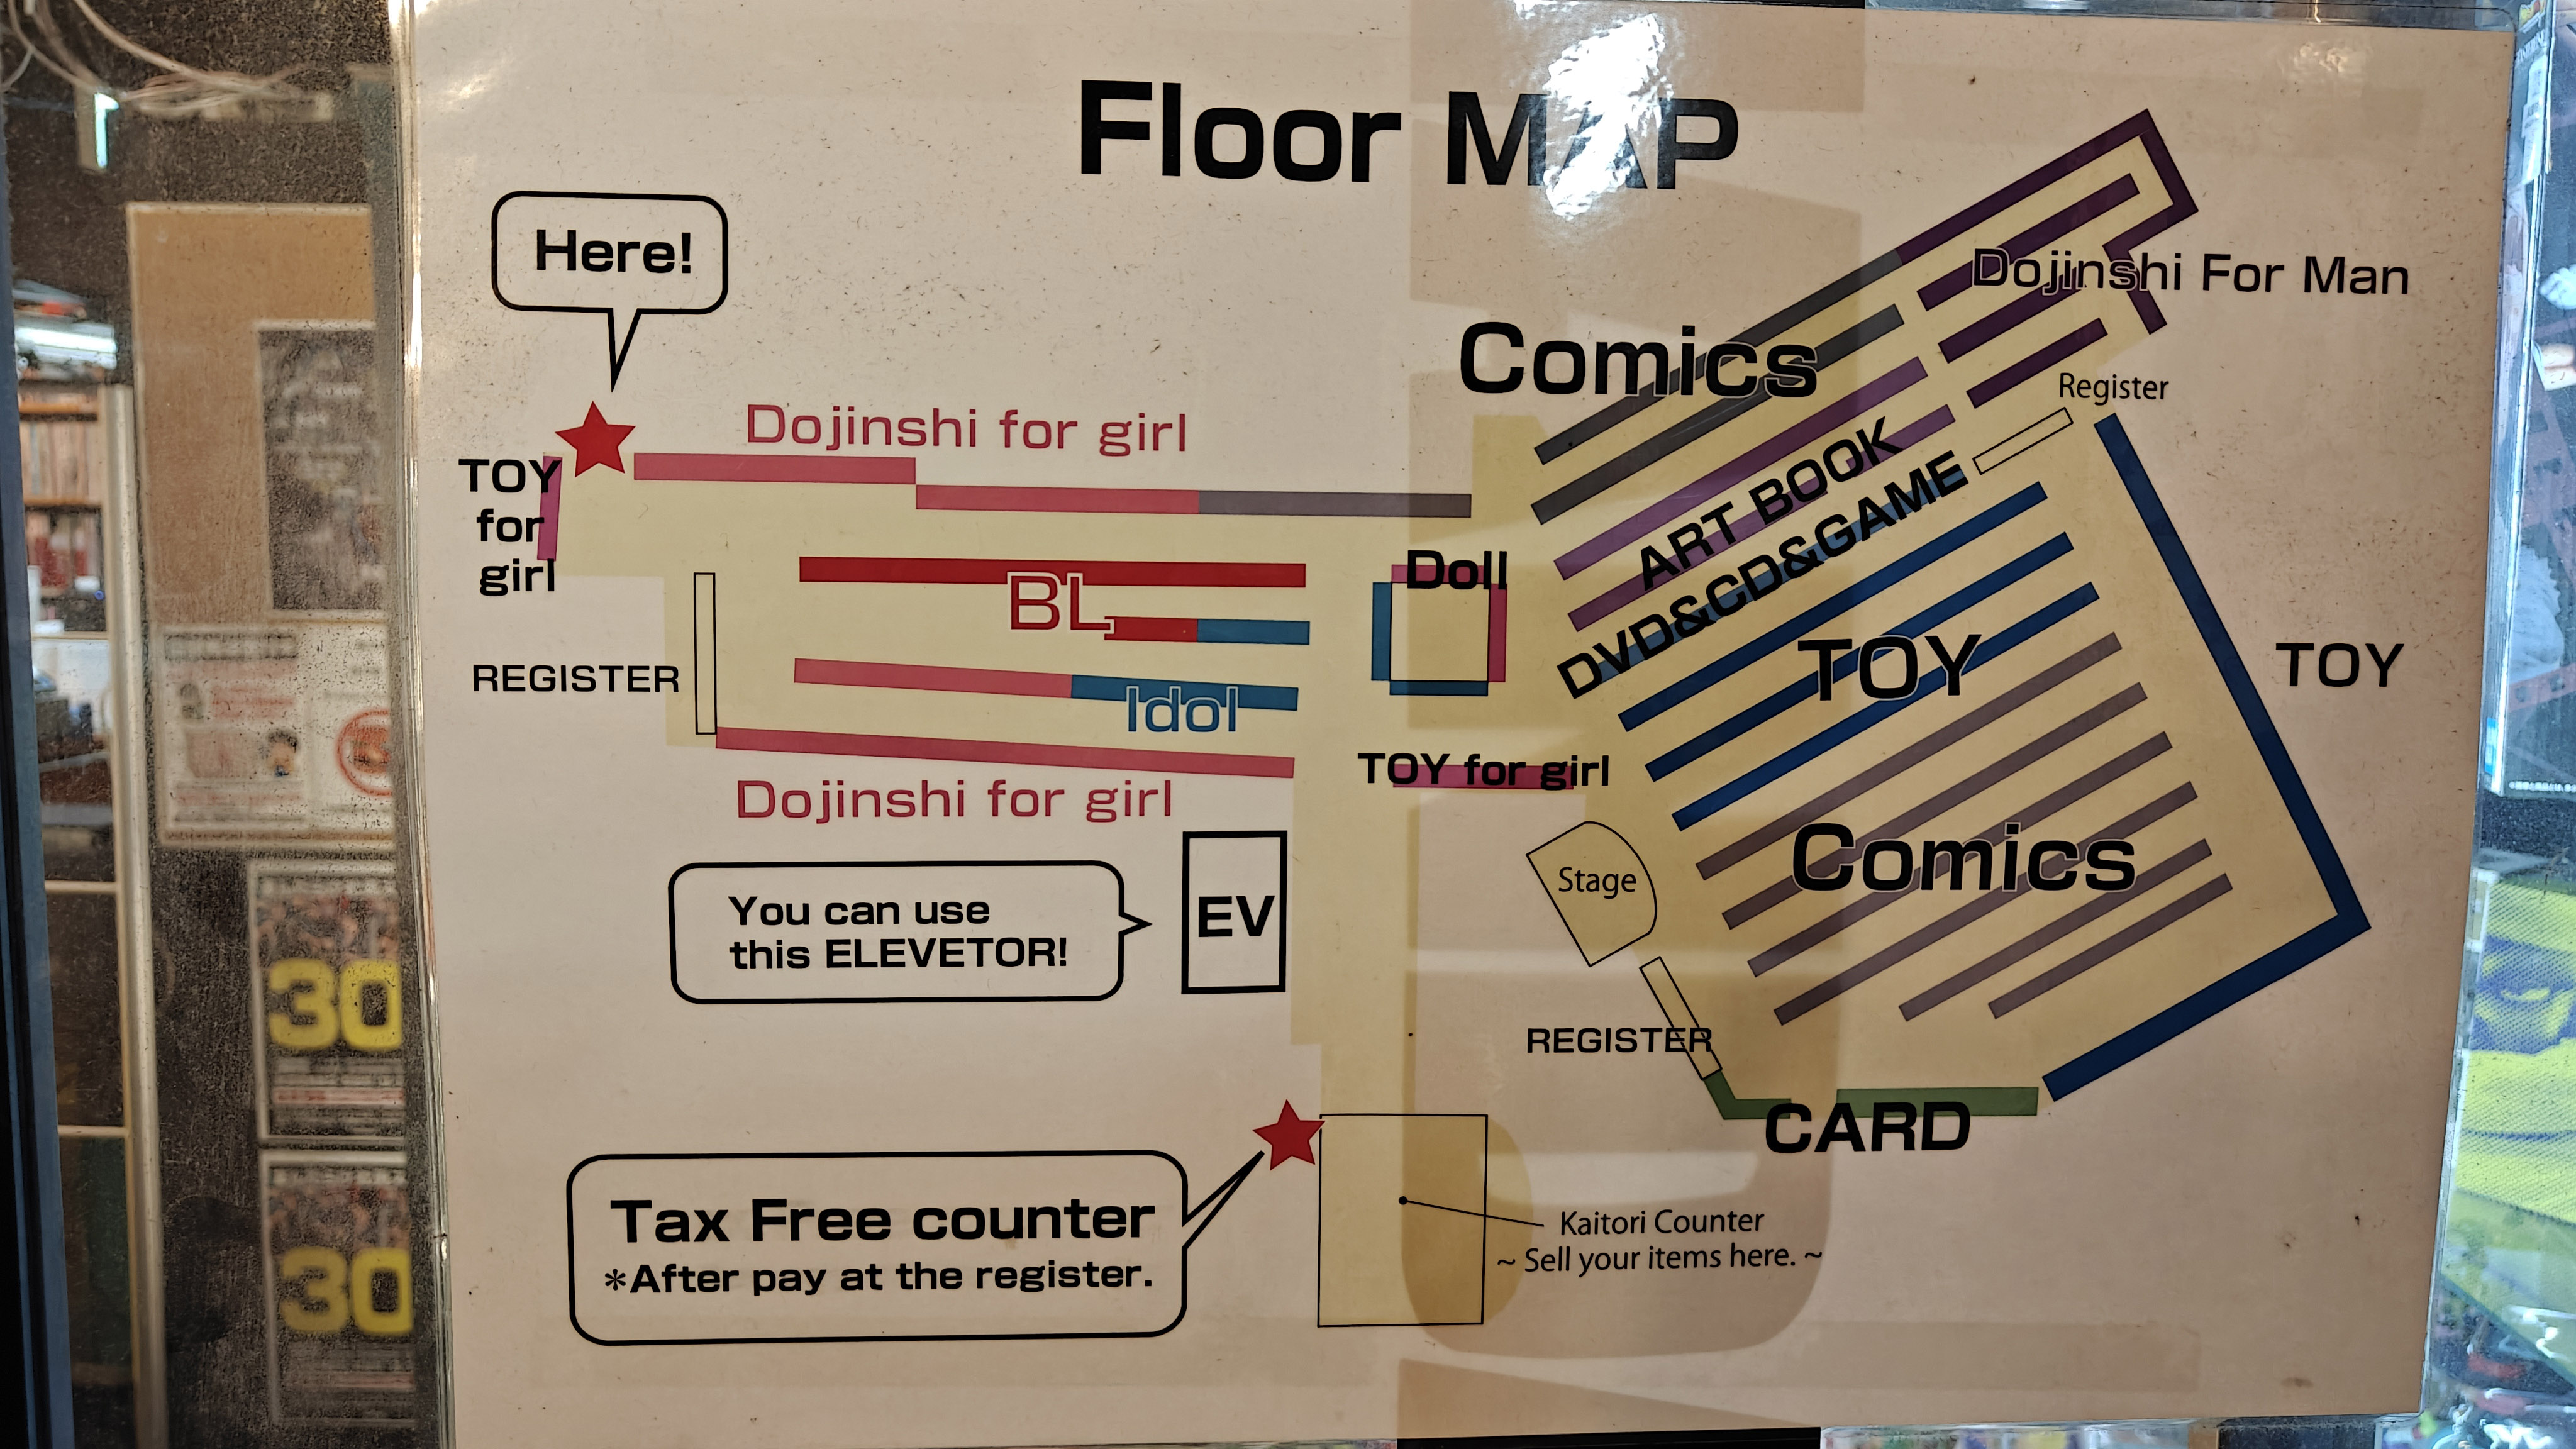 Floor MAP
Here!
Dojinshi For Man
Comics
Register
Dojinshi for girl
TOY
for
girl
ART BOOK
DVD&CD&GAME
Doll
BL
TOY
TOY
REGISTER
Idol
TOY for girl
Dojinshi for girl
Comics
Stage
You can use
this ELEVETOR!
EV
REGISTER
CARD
Tax Free counter
*After pay at the register.
Kaitori Counter
~ Sell your items here. ~
30
30